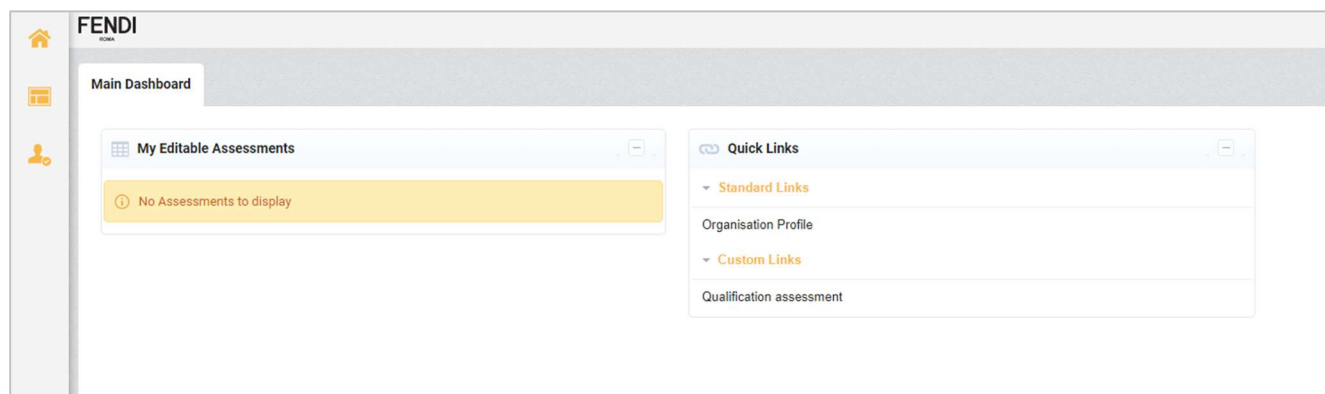 FENDI
ROMA
Main Dashboard
My Editable Assessments
No Assessments to display
Quick Links
Standard Links
Organisation Profile
Custom Links
Qualification assessment